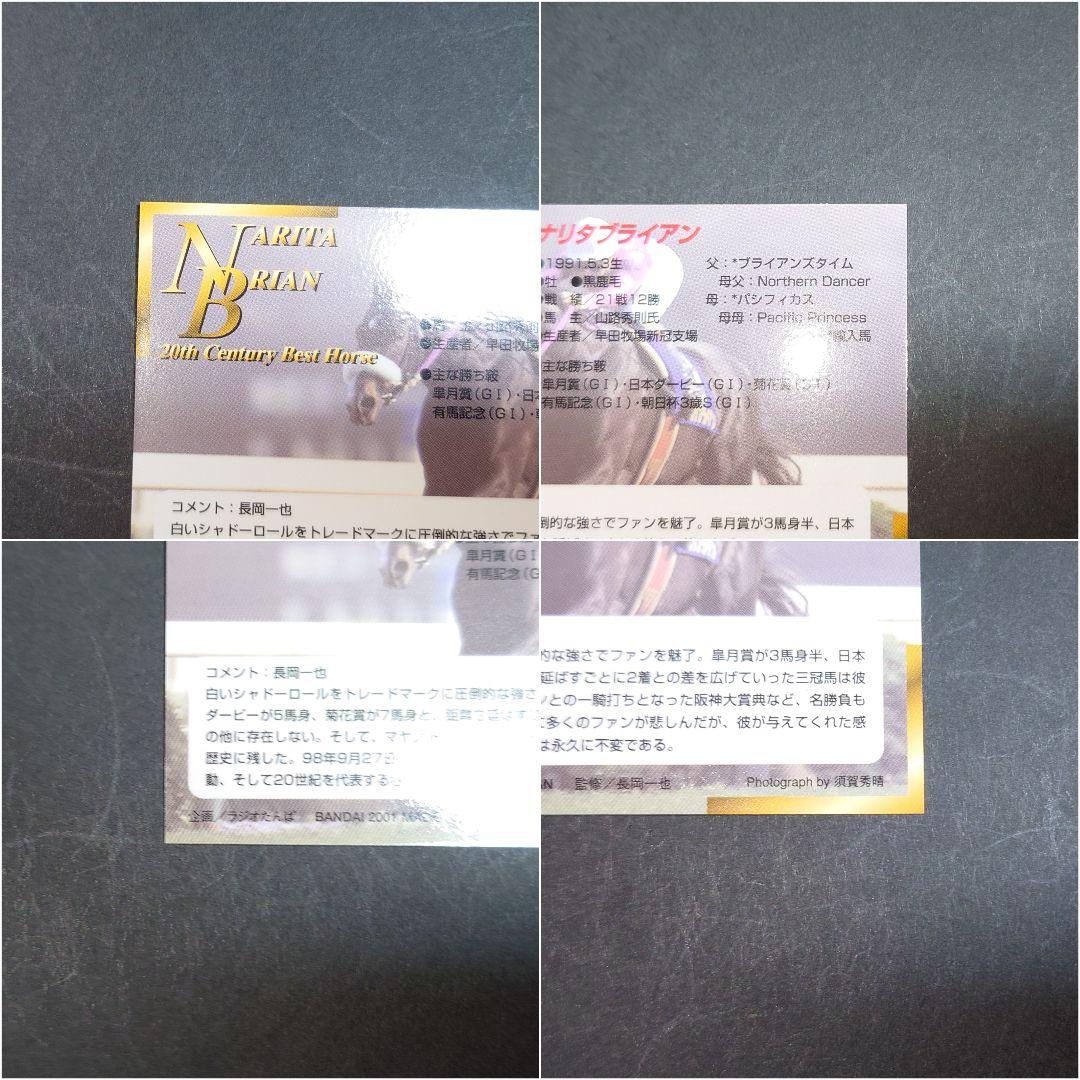 NARITA
BRIAN
20th Century Best Horse
●生産者／早田牧場
●主な勝ち鞍
皐月賞（GⅠ）・日本
有馬記念（GⅠ）・
コメント：長岡一也
白いシャドーロールをトレードマークに圧倒的な強さでファ
ナリタブライアン
●1991.5.3生
●牡 ●黒鹿毛
●戦 績／21戦12勝
●馬 主／山路秀則氏
●生産者／早田牧場新冠支場
父：*ブライアンズタイム
母父：Northern Dancer
母：*パシフィカス
母母：Pacific Princess
輸入馬
主な勝ち鞍
皐月賞（GⅠ）・日本ダービー（GⅠ）・菊花賞（GⅠ）
有馬記念（GⅠ）・朝日杯3歳S（GⅠ）
倒的な強さでファンを魅了。皐月賞が3馬身半、日本
皐月賞（GⅠ
有馬記念（G
コメント：長岡一也
白いシャドーロールをトレードマークに圧倒的な強さ
ダービーが5馬身、菊花賞が7馬身と、距離を延ばす
の他に存在しない。そして、マヤノ
歴史に残した。98年9月27日
動、そして20世紀を代表する
企画／ラジオたんぱ BANDAI 2001
的な強さでファンを魅了。皐月賞が3馬身半、日本
延ばすごとに2着との差を広げていった三冠馬は彼
ンとの一騎打ちとなった阪神大賞典など、名勝負も
に多くのファンが悲しんだが、彼が与えてくれた感
は永久に不変である。
AN 監修／長岡一也
Photograph by 須賀秀晴